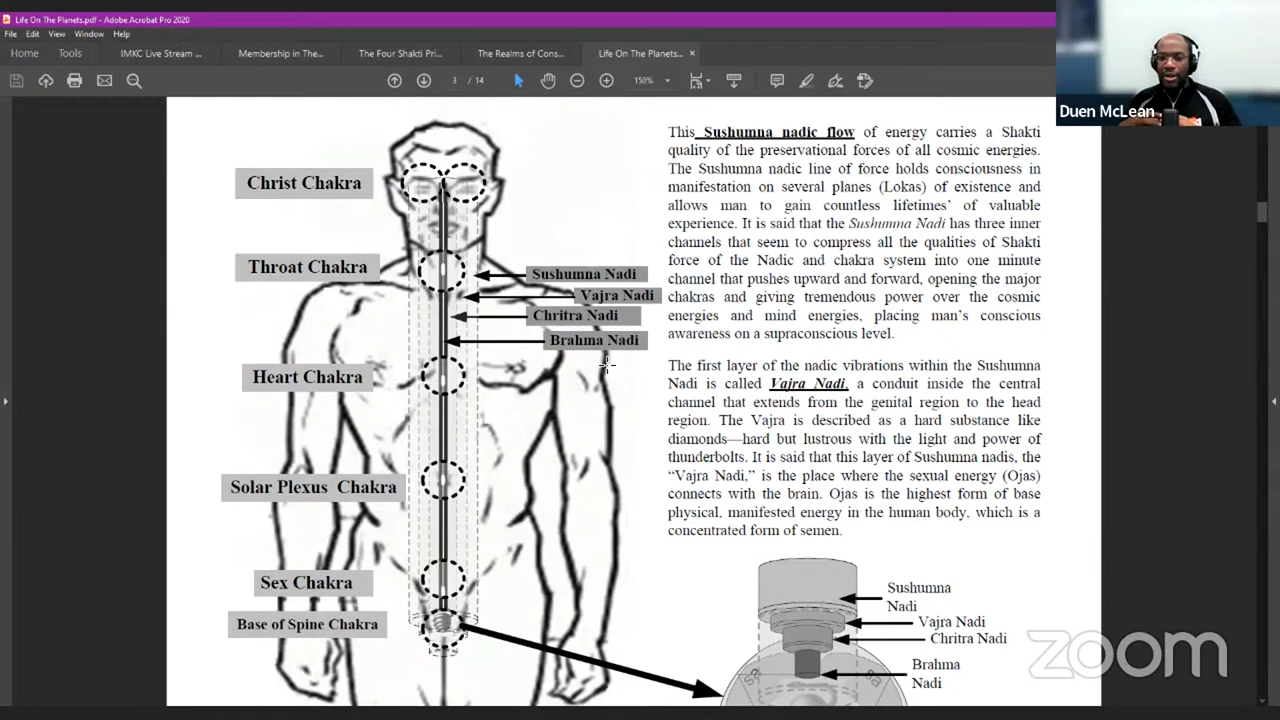 Life On The Planets.pdf - Adobe Acrobat Pro 2020
File Edit View Window Help
Home Tools IMKC Live Stream ... Membership in The... The Four Shakti Pri... The Realms of Cons... Life On The Planets... ×
3 / 14 150%
Duen McLean
Christ Chakra
Throat Chakra
Sushumna Nadi
Vajra Nadi
Chritra Nadi
Brahma Nadi
Heart Chakra
Solar Plexus Chakra
Sex Chakra
Base of Spine Chakra
This Sushumna nadic flow of energy carries a Shakti
quality of the preservational forces of all cosmic energies.
The Sushumna nadic line of force holds consciousness in
manifestation on several planes (Lokas) of existence and
allows man to gain countless lifetimes’ of valuable
experience. It is said that the Sushumna Nadi has three inner
channels that seem to compress all the qualities of Shakti
force of the Nadic and chakra system into one minute
channel that pushes upward and forward, opening the major
chakras and giving tremendous power over the cosmic
energies and mind energies, placing man’s conscious
awareness on a supraconscious level.
The first layer of the nadic vibrations within the Sushumna
Nadi is called Vajra Nadi, a conduit inside the central
channel that extends from the genital region to the head
region. The Vajra is described as a hard substance like
diamonds—hard but lustrous with the light and power of
thunderbolts. It is said that this layer of Sushumna nadis, the
“Vajra Nadi,” is the place where the sexual energy (Ojas)
connects with the brain. Ojas is the highest form of base
physical, manifested energy in the human body, which is a
concentrated form of semen.
Sushumna
Nadi
Vajra Nadi
Chritra Nadi
Brahma
Nadi
sa
sa
zoom